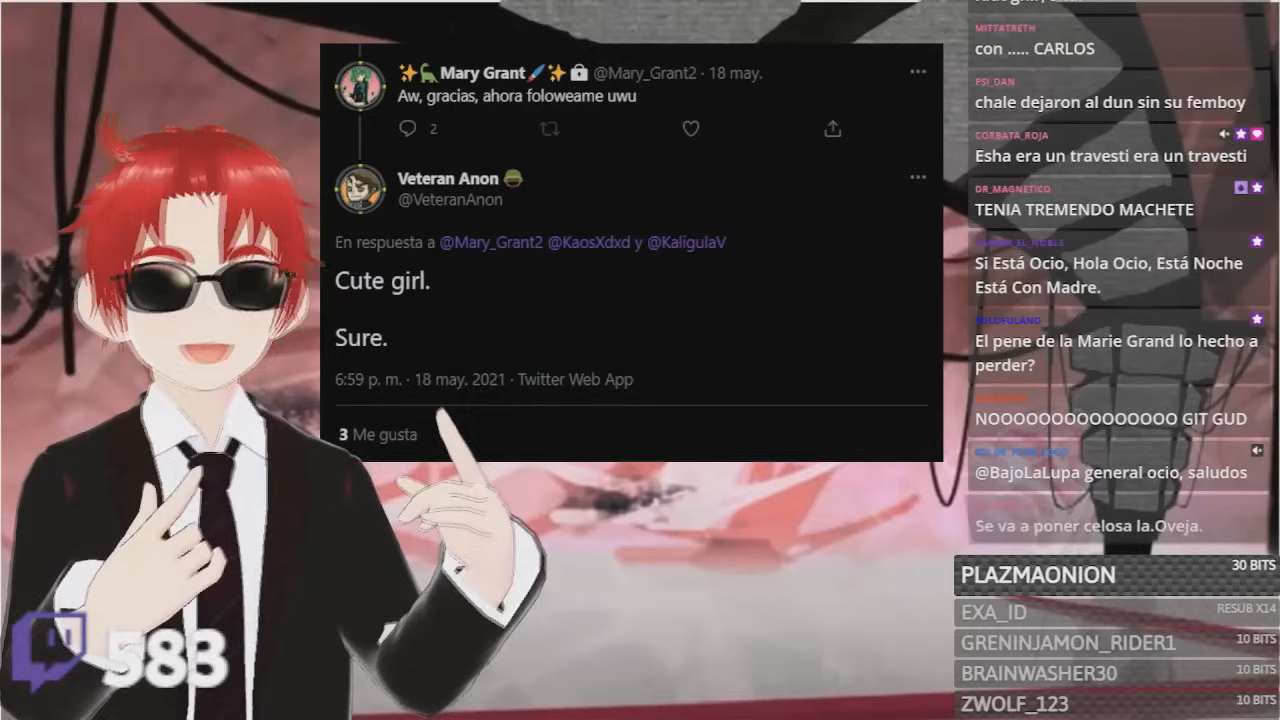 Mary Grant @Mary_Grant2 · 18 may.
Aw, gracias, ahora foloweame uwu
2
Veteran Anon
@VeteranAnon
En respuesta a @Mary_Grant2 @KaosXdxd y @KaligulaV
Cute girl.
Sure.
6:59 p. m. · 18 may. 2021 · Twitter Web App
3 Me gusta
583
MITTATRETH
con ..... CARLOS
PSI_DAN
chale dejaron al dun sin su femboy
CORBATA_ROJA
Esha era un travesti era un travesti
DR_MAGNETICO
TENIA TREMENDO MACHETE
Si Está Ocio, Hola Ocio, Está Noche
Está Con Madre.
SOLOFULANO
El pene de la Marie Grand lo hecho a
perder?
NOOOOOOOOOOOOOOO GIT GUD
@BajoLaLupa general ocio, saludos
Se va a poner celosa la.Oveja.
PLAZMAONION 30 BITS
EXA_ID RESUB X14
GRENINJAMON_RIDER1 10 BITS
BRAINWASHER30 10 BITS
ZWOLF_123 10 BITS